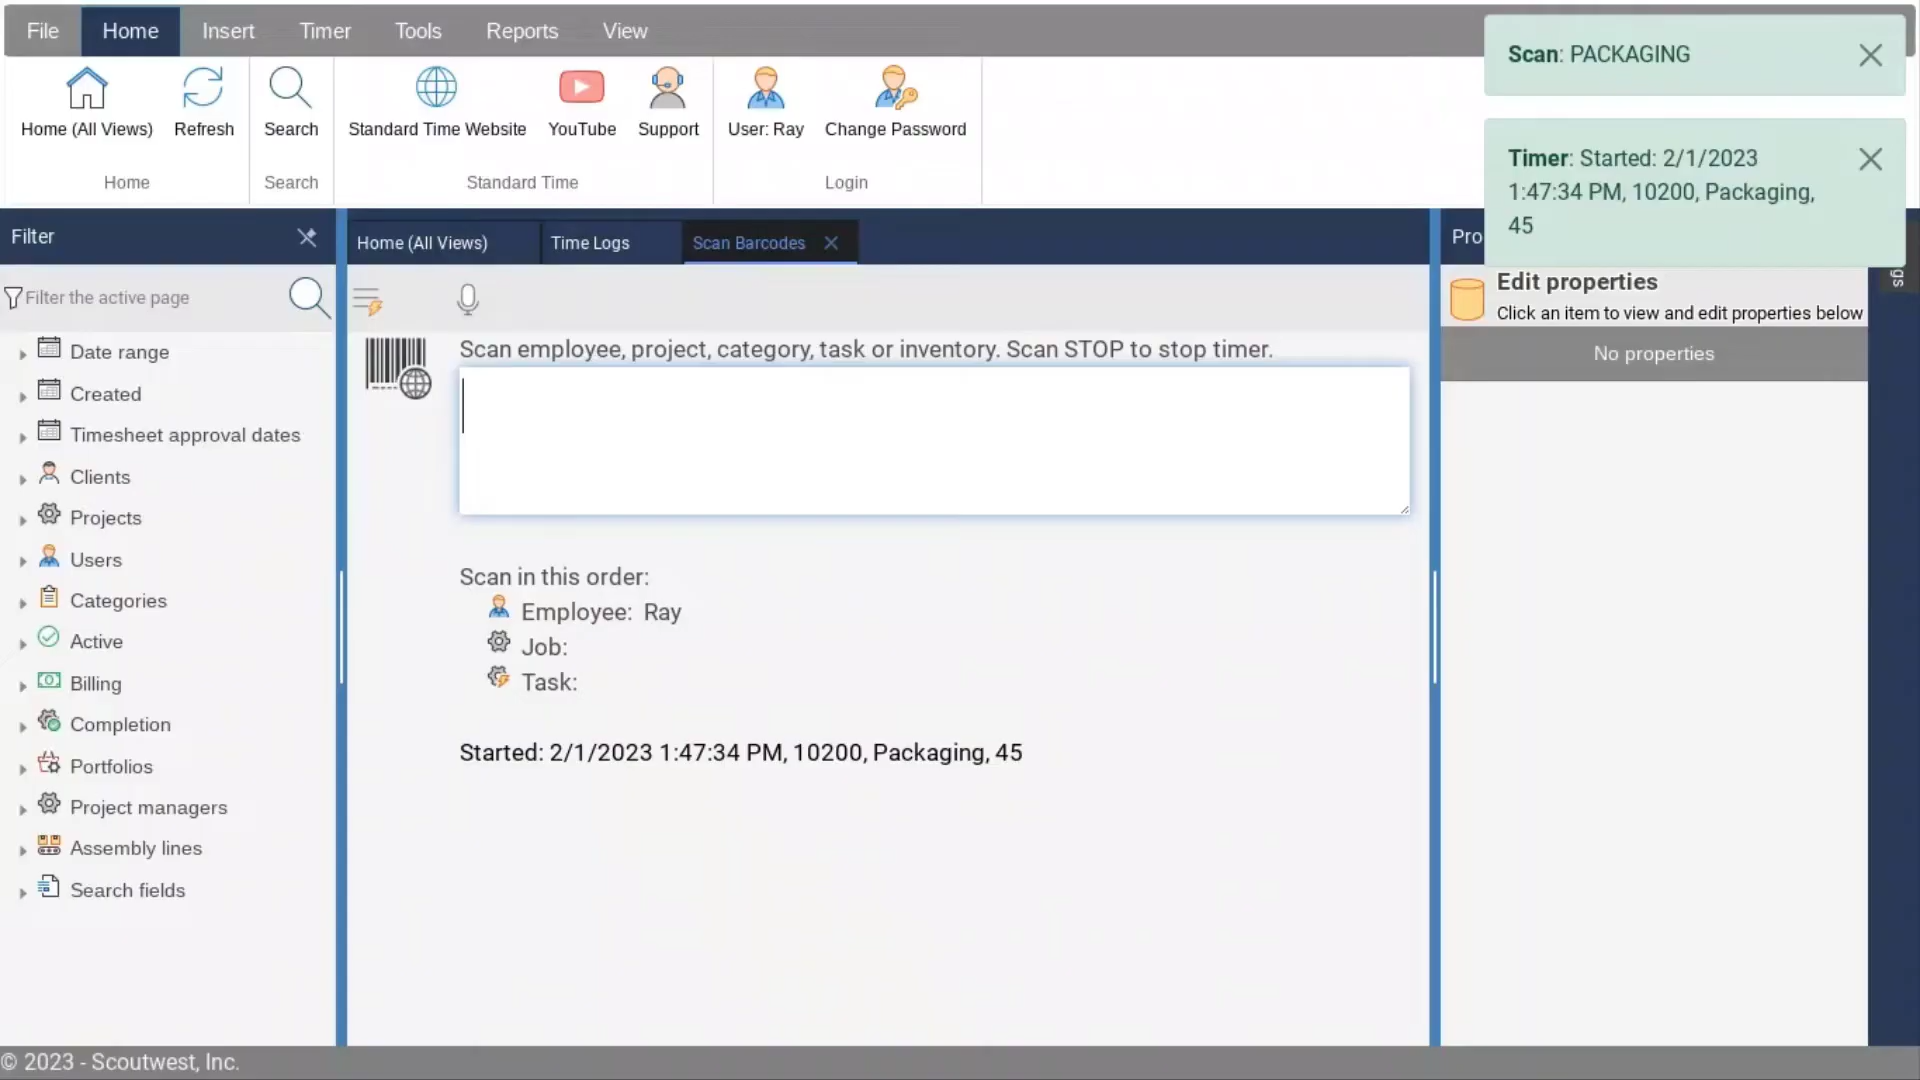 File Home Insert Timer Tools Reports View
Home (All Views) Refresh Search Standard Time Website YouTube Support User: Ray Change Password
Home Search Standard Time Login
Scan: PACKAGING
Timer: Started: 2/1/2023
1:47:34 PM, 10200, Packaging,
45
Filter
Filter the active page
Date range
Created
Timesheet approval dates
Clients
Projects
Users
Categories
Active
Billing
Completion
Portfolios
Project managers
Assembly lines
Search fields
Home (All Views) Time Logs Scan Barcodes
Scan employee, project, category, task or inventory. Scan STOP to stop timer.
Scan in this order:
Employee: Ray
Job:
Task:
Started: 2/1/2023 1:47:34 PM, 10200, Packaging, 45
Pro
gs
Edit properties
Click an item to view and edit properties below
No properties
© 2023 - Scoutwest, Inc.